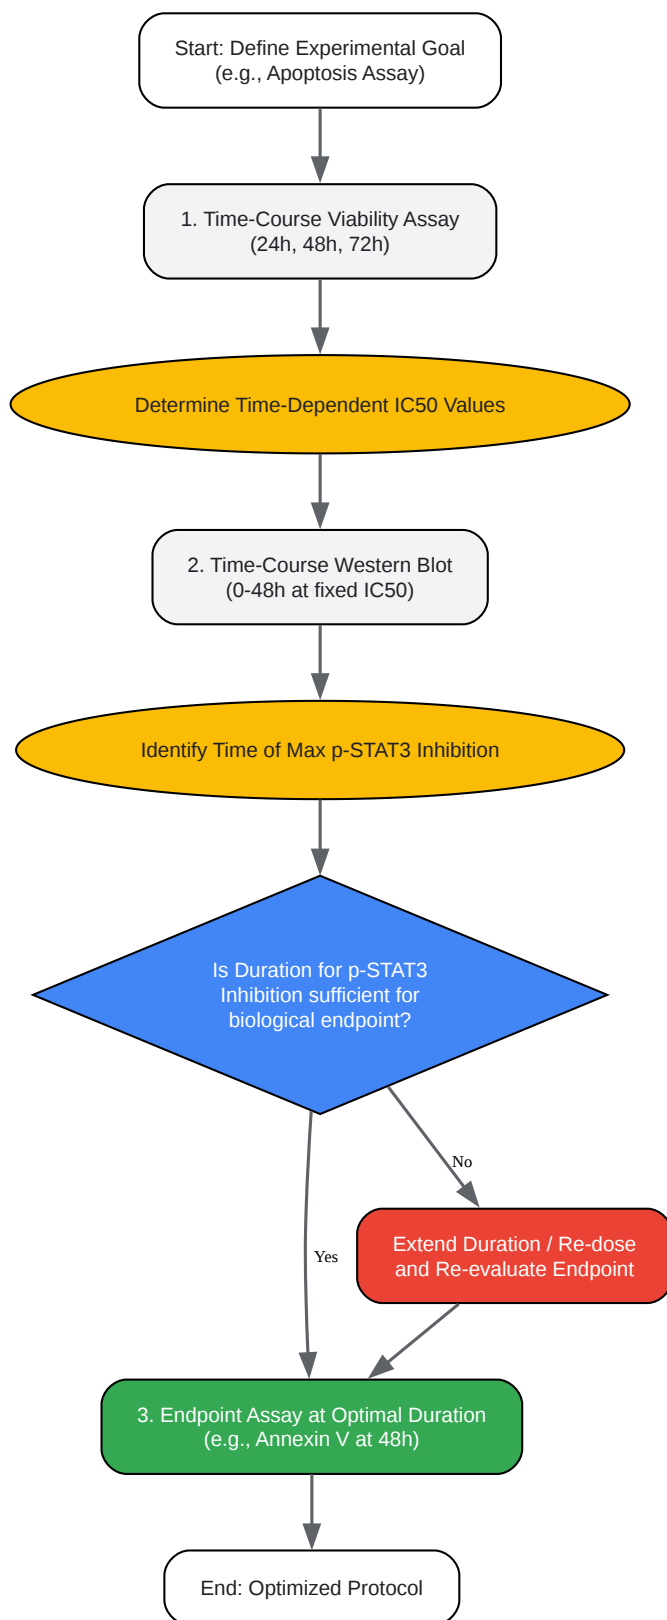 Start: Define Experimental Goal
(e.g., Apoptosis Assay)
1. Time-Course Viability Assay
(24h, 48h, 72h)
Determine Time-Dependent IC50 Values
2. Time-Course Western Blot
(0-48h at fixed IC50)
Identify Time of Max p-STAT3 Inhibition
Is Duration for p-STAT3
Inhibition sufficient for
biological endpoint?
No
Extend Duration / Re-dose
and Re-evaluate Endpoint
Yes
3. Endpoint Assay at Optimal Duration
(e.g., Annexin V at 48h)
End: Optimized Protocol